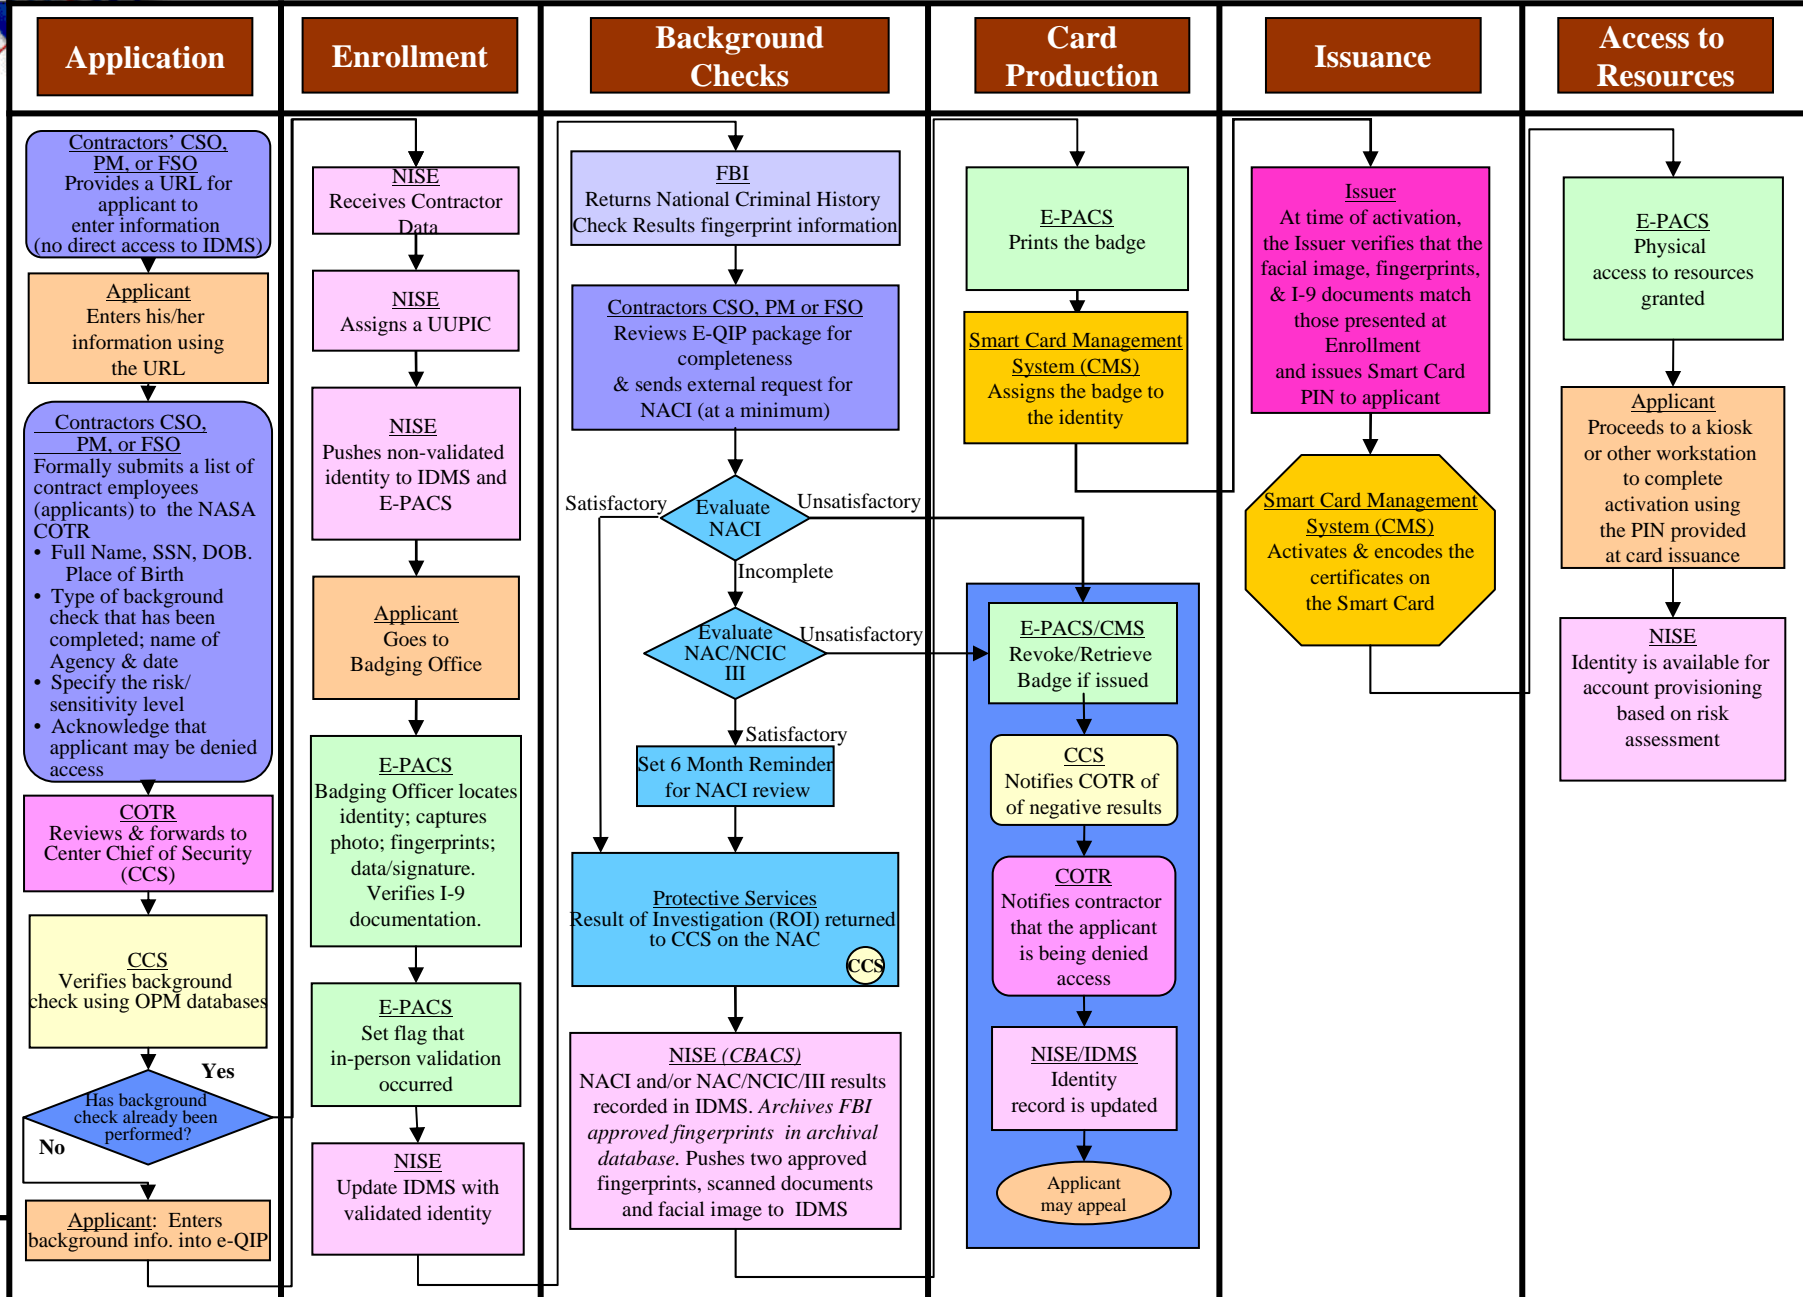 Application
Enrollment
Background
Checks
Card
Production
Issuance
Access to
Resources
Contractors' CSO,
PM, or FSO
Provides a URL for
applicant to
enter information
(no direct access to IDMS)
Applicant
Enters his/her
information using
the URL
Contractors CSO,
PM, or FSO
Formally submits a list of
contract employees
(applicants) to the NASA
COTR
• Full Name, SSN, DOB.
Place of Birth
• Type of background
check that has been
completed; name of
Agency & date
• Specify the risk/
sensitivity level
• Acknowledge that
applicant may be denied
access
COTR
Reviews & forwards to
Center Chief of Security
(CCS)
CCS
Verifies background
check using OPM databases
Yes
Has background
check already been
performed?
No
Applicant: Enters
background info. into e-QIP
NISE
Receives Contractor
Data
NISE
Assigns a UUPIC
NISE
Pushes non-validated
identity to IDMS and
E-PACS
Applicant
Goes to
Badging Office
E-PACS
Badging Officer locates
identity; captures
photo; fingerprints;
data/signature.
Verifies I-9
documentation.
E-PACS
Set flag that
in-person validation
occurred
NISE
Update IDMS with
validated identity
FBI
Returns National Criminal History
Check Results fingerprint information
Contractors CSO, PM or FSO
Reviews E-QIP package for
completeness
& sends external request for
NACI (at a minimum)
Satisfactory
Evaluate
NACI
Unsatisfactory
Incomplete
Evaluate
NAC/NCIC
III
Unsatisfactory
Satisfactory
Set 6 Month Reminder
for NACI review
Protective Services
Result of Investigation (ROI) returned
to CCS on the NAC
CCS
NISE (CBACS)
NACI and/or NAC/NCIC/III results
recorded in IDMS. Archives FBI
approved fingerprints in archival
database. Pushes two approved
fingerprints, scanned documents
and facial image to IDMS
E-PACS
Prints the badge
Smart Card Management
System (CMS)
Assigns the badge to
the identity
E-PACS/CMS
Revoke/Retrieve
Badge if issued
CCS
Notifies COTR of
of negative results
COTR
Notifies contractor
that the applicant
is being denied
access
NISE/IDMS
Identity
record is updated
Applicant
may appeal
Issuer
At time of activation,
the Issuer verifies that the
facial image, fingerprints,
& I-9 documents match
those presented at
Enrollment
and issues Smart Card
PIN to applicant
Smart Card Management
System (CMS)
Activates & encodes the
certificates on
the Smart Card
E-PACS
Physical
access to resources
granted
Applicant
Proceeds to a kiosk
or other workstation
to complete
activation using
the PIN provided
at card issuance
NISE
Identity is available for
account provisioning
based on risk
assessment